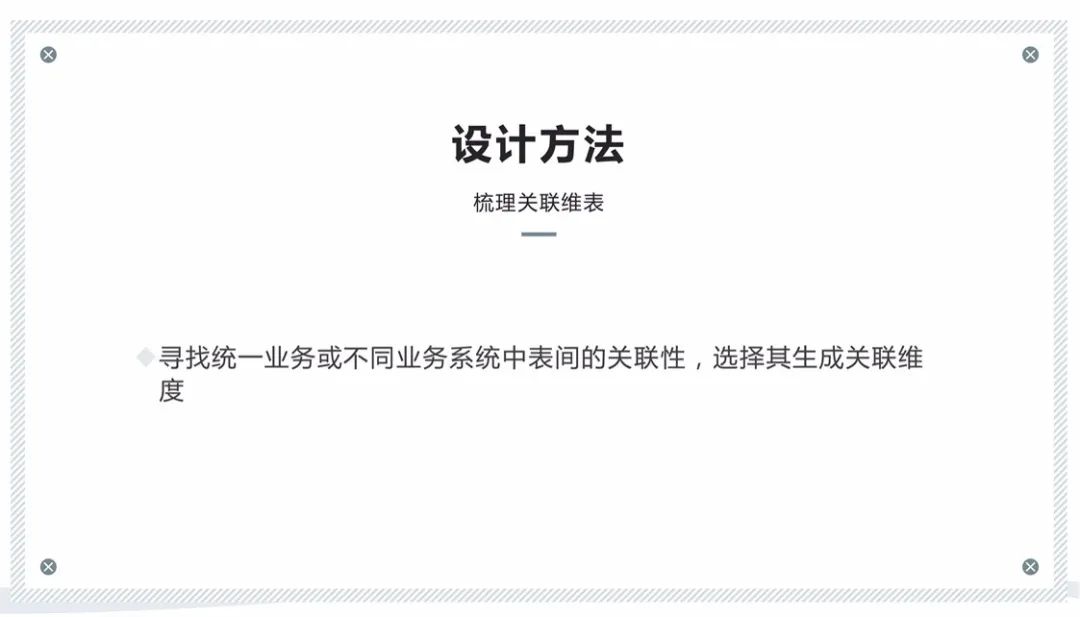 设计方法
梳理关联维表
寻找统一业务或不同业务系统中表间的关联性，选择其生成关联维
度